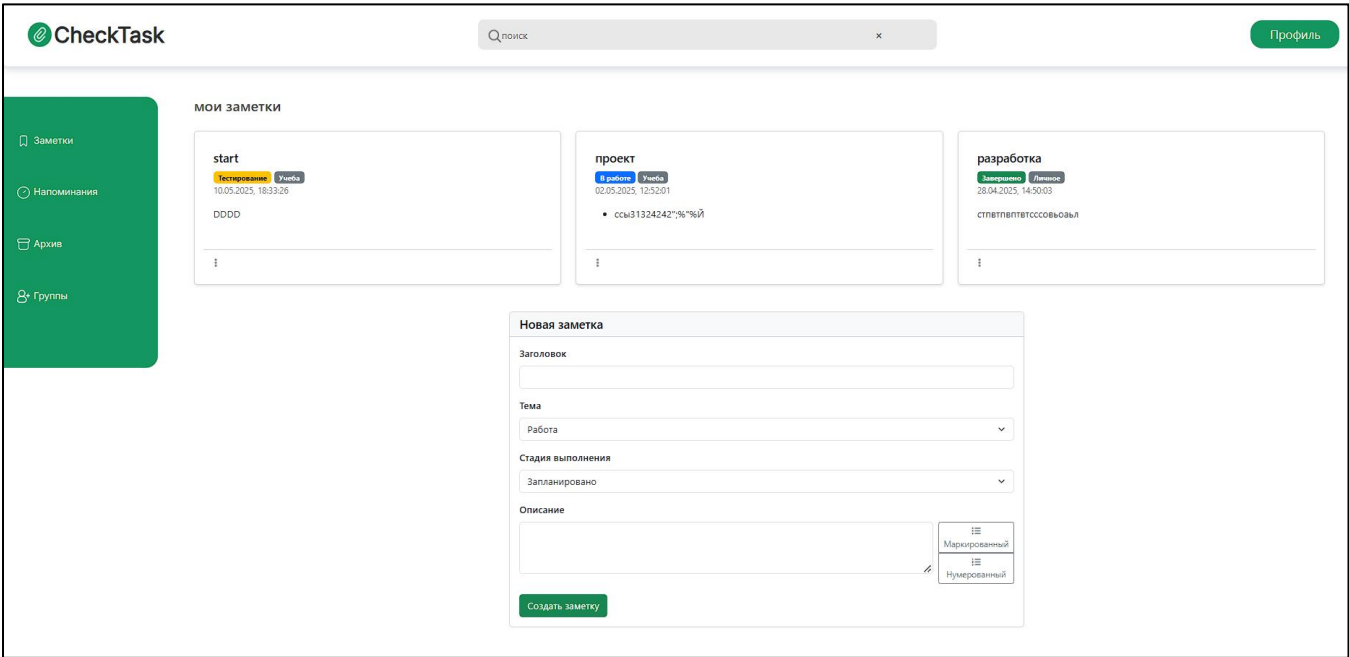 CheckTask
поиск
×
Профиль
Заметки
Напоминания
Архив
Группы
мои заметки
start
Тестирование Учеба
10.05.2025, 18:33:26
DDDD
проект
В работе Учеба
02.05.2025, 12:52:01
• ссы31324242";%"%Й
разработка
Завершено Личное
28.04.2025, 14:50:03
стпвтпвптвтсссовьоаьл
Новая заметка
Заголовок
Тема
Работа
Стадия выполнения
Запланировано
Описание
Маркированный
Нумерованный
Создать заметку